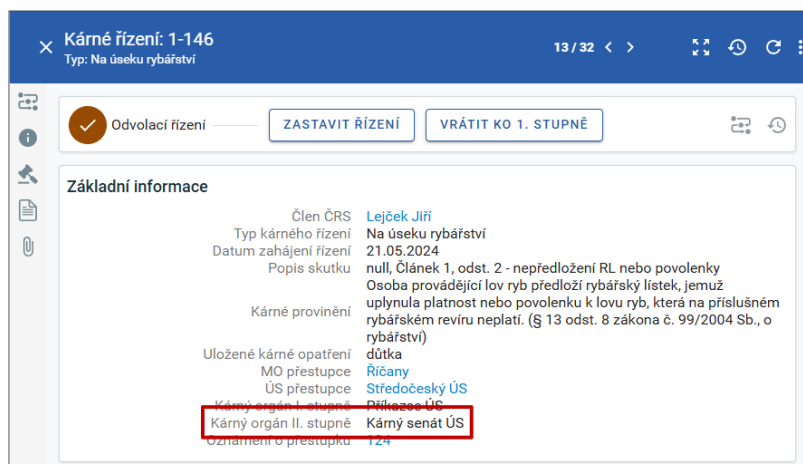 Kárné řízení: 1-146
Typ: Na úseku rybářství
13/32
Odvolací řízení
ZASTAVIT ŘÍZENÍ
VRÁTIT KO 1. STUPNĚ
Základní informace
Člen ČRS Lejček Jiří
Typ kárného řízení Na úseku rybářství
Datum zahájení řízení 21.05.2024
Popis skutku null, Článek 1, odst. 2 - nepředložení RL nebo povolenky
Osoba provádějící lov ryb předloží rybářský lístek, jemuž
Kárné provinění uplynula platnost nebo povolenku k lovu ryb, která na příslušném
rybářském revíru neplatí. (§ 13 odst. 8 zákona č. 99/2004 Sb., o
rybářství)
Uložené kárné opatření důtka
MO přestupce Říčany
ÚS přestupce Středočeský ÚS
Kárný orgán I. stupně Příkazce ÚS
Kárný orgán II. stupně Kárný senát ÚS
Oznámení o přestupku 124